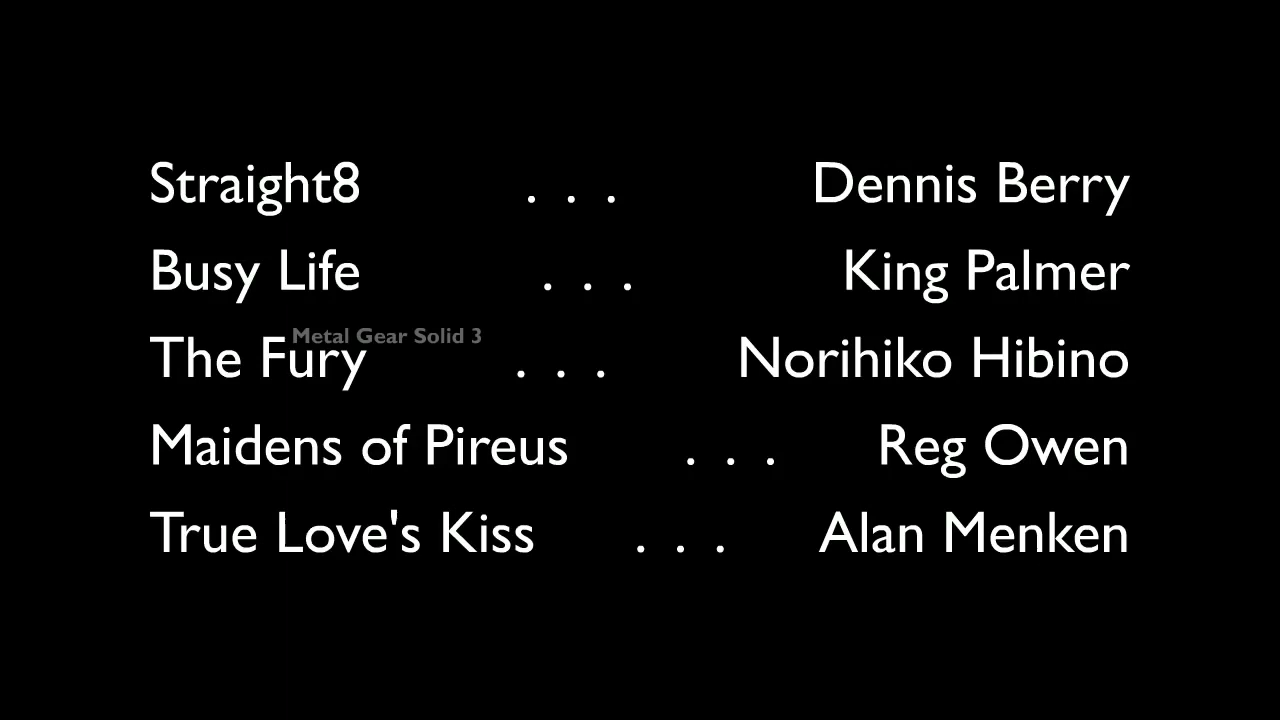 Straight8 . . . Dennis Berry
Busy Life . . . King Palmer
Metal Gear Solid 3
The Fury . . . Norihiko Hibino
Maidens of Pireus . . . Reg Owen
True Love's Kiss . . . Alan Menken